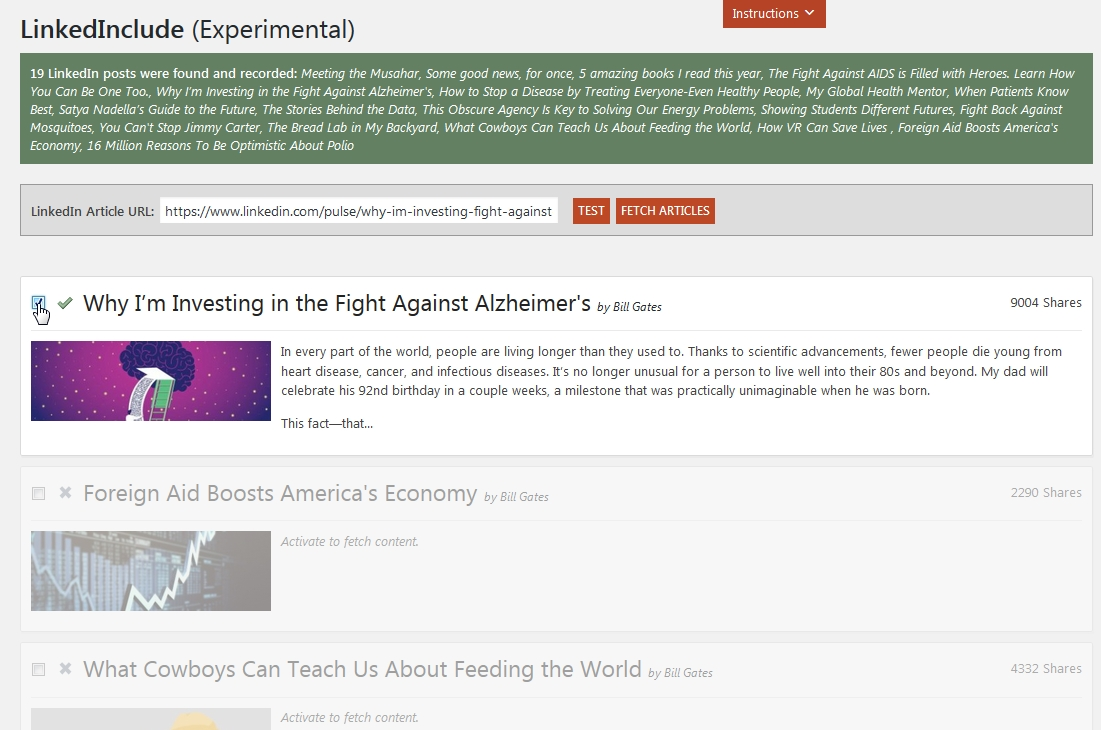 Instructions
LinkedInclude (Experimental)
19 LinkedIn posts were found and recorded: Meeting the Musahar, Some good news, for once, 5 amazing books I read this year, The Fight Against AIDS is Filled with Heroes. Learn How
You Can Be One Too., Why I'm Investing in the Fight Against Alzheimer's, How to Stop a Disease by Treating Everyone-Even Healthy People, My Global Health Mentor, When Patients Know
Best, Satya Nadella's Guide to the Future, The Stories Behind the Data, This Obscure Agency Is Key to Solving Our Energy Problems, Showing Students Different Futures, Fight Back Against
Mosquitoes, You Can't Stop Jimmy Carter, The Bread Lab in My Backyard, What Cowboys Can Teach Us About Feeding the World, How VR Can Save Lives , Foreign Aid Boosts America's
Economy, 16 Million Reasons To Be Optimistic About Polio
LinkedIn Article URL: https://www.linkedin.com/pulse/why-im-investing-fight-against TEST FETCH ARTICLES
Why I'm Investing in the Fight Against Alzheimer's by Bill Gates 9004 Shares
In every part of the world, people are living longer than they used to. Thanks to scientific advancements, fewer people die young from
heart disease, cancer, and infectious diseases. It's no longer unusual for a person to live well into their 80s and beyond. My dad will
celebrate his 92nd birthday in a couple weeks, a milestone that was practically unimaginable when he was born.
This fact—that...
Foreign Aid Boosts America's Economy by Bill Gates 2290 Shares
Activate to fetch content.
What Cowboys Can Teach Us About Feeding the World by Bill Gates 4332 Shares
Activate to fetch content.